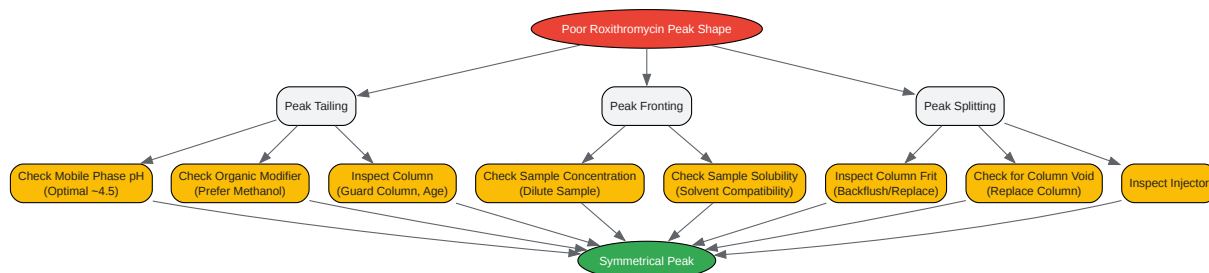 Poor Roxithromycin Peak Shape
Peak Tailing
Peak Fronting
Peak Splitting
Check Mobile Phase pH
(Optimal ~4.5)
Check Organic Modifier
(Prefer Methanol)
Inspect Column
(Guard Column, Age)
Check Sample Concentration
(Dilute Sample)
Check Sample Solubility
(Solvent Compatibility)
Inspect Column Frit
(Backflush/Replace)
Check for Column Void
(Replace Column)
Inspect Injector
Symmetrical Peak